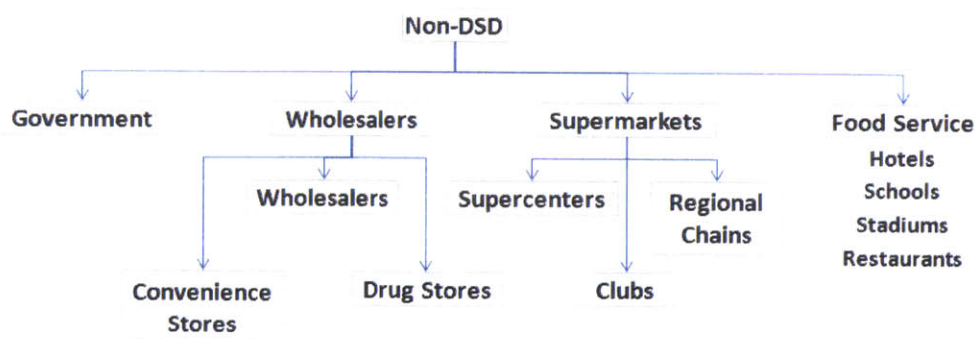 Non-DSD
Government
Wholesalers
Supermarkets
Food Service
Hotels
Schools
Stadiums
Restaurants
Wholesalers
Supercenters
Regional
Chains
Convenience
Stores
Drug Stores
Clubs